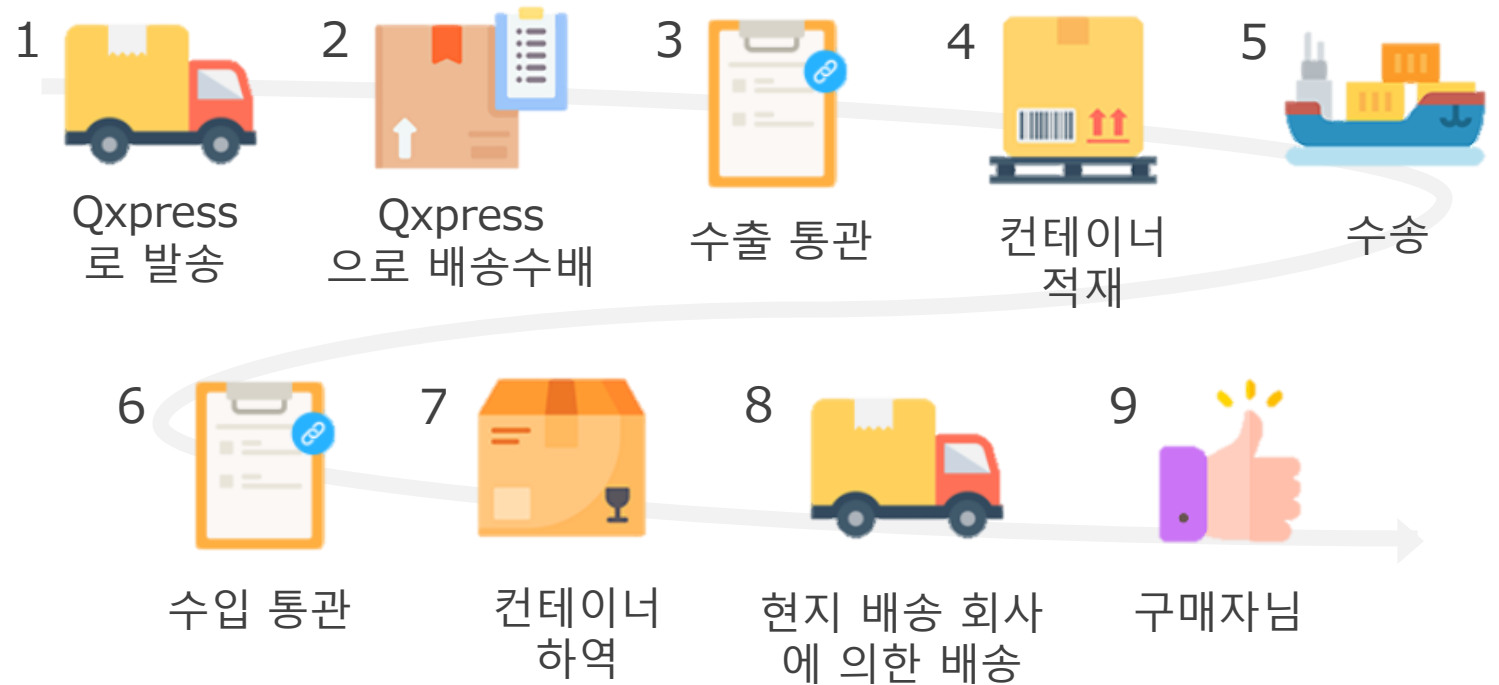 1
Qxpress
로 발송
2
Qxpress
으로 배송수배
3
수출 통관
4
컨테이너
적재
5
수송
6
수입 통관
7
컨테이너
하역
8
현지 배송 회사
에 의한 배송
9
구매자님